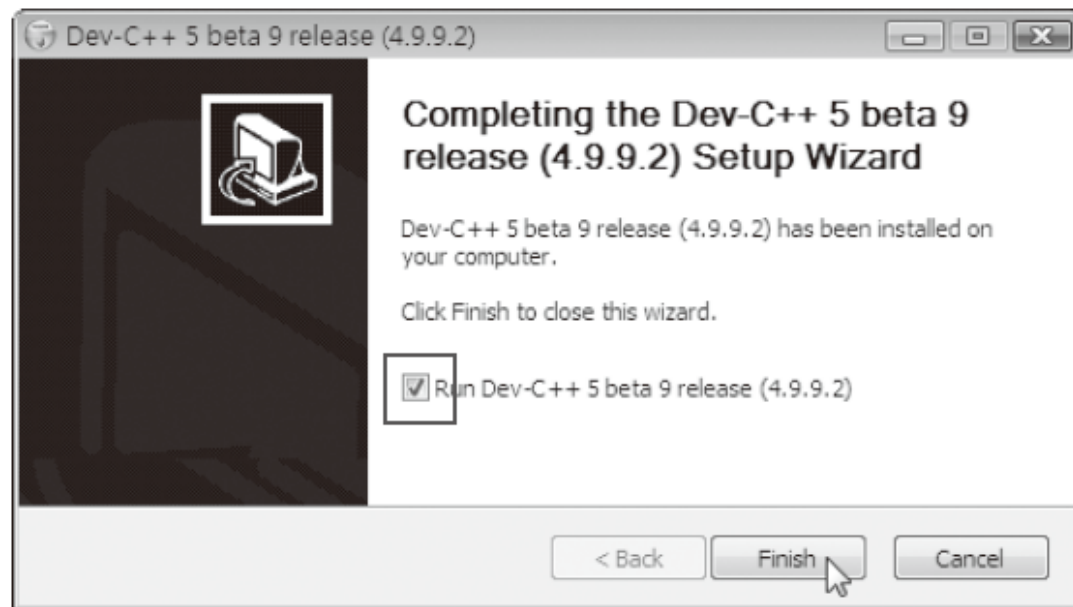 Dev-C++ 5 beta 9 release (4.9.9.2)
Completing the Dev-C++ 5 beta 9
release (4.9.9.2) Setup Wizard
Dev-C++ 5 beta 9 release (4.9.9.2) has been installed on
your computer.
Click Finish to close this wizard.
Run Dev-C++ 5 beta 9 release (4.9.9.2)
< Back Finish Cancel